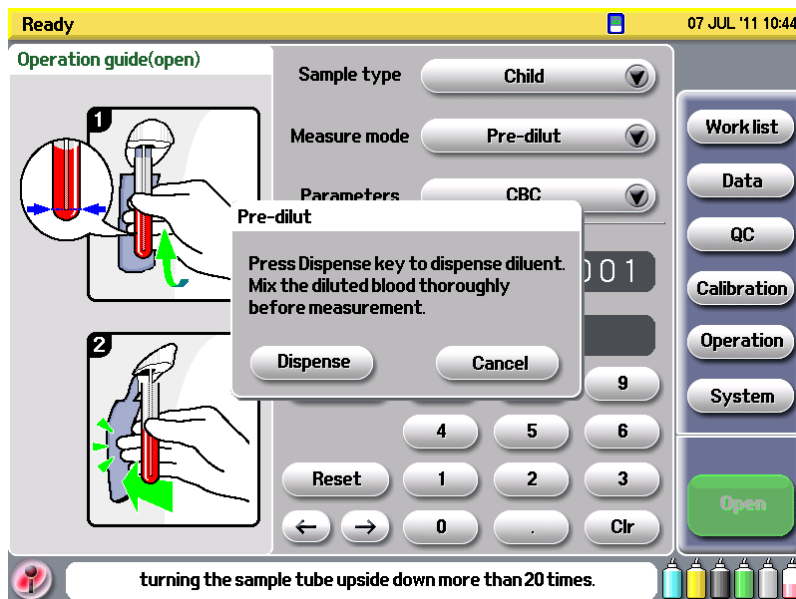 Ready
07 JUL '11 10:44
Operation guide(open)
1
2
Sample type
Child
Measure mode
Pre-dilut
Parameters
CBC
001
Pre-dilut
Press Dispense key to dispense diluent.
Mix the diluted blood thoroughly
before measurement.
Dispense
Cancel
9
4
5
6
Reset
1
2
3
←
→
0
.
Clr
Work list
Data
QC
Calibration
Operation
System
Open
turning the sample tube upside down more than 20 times.